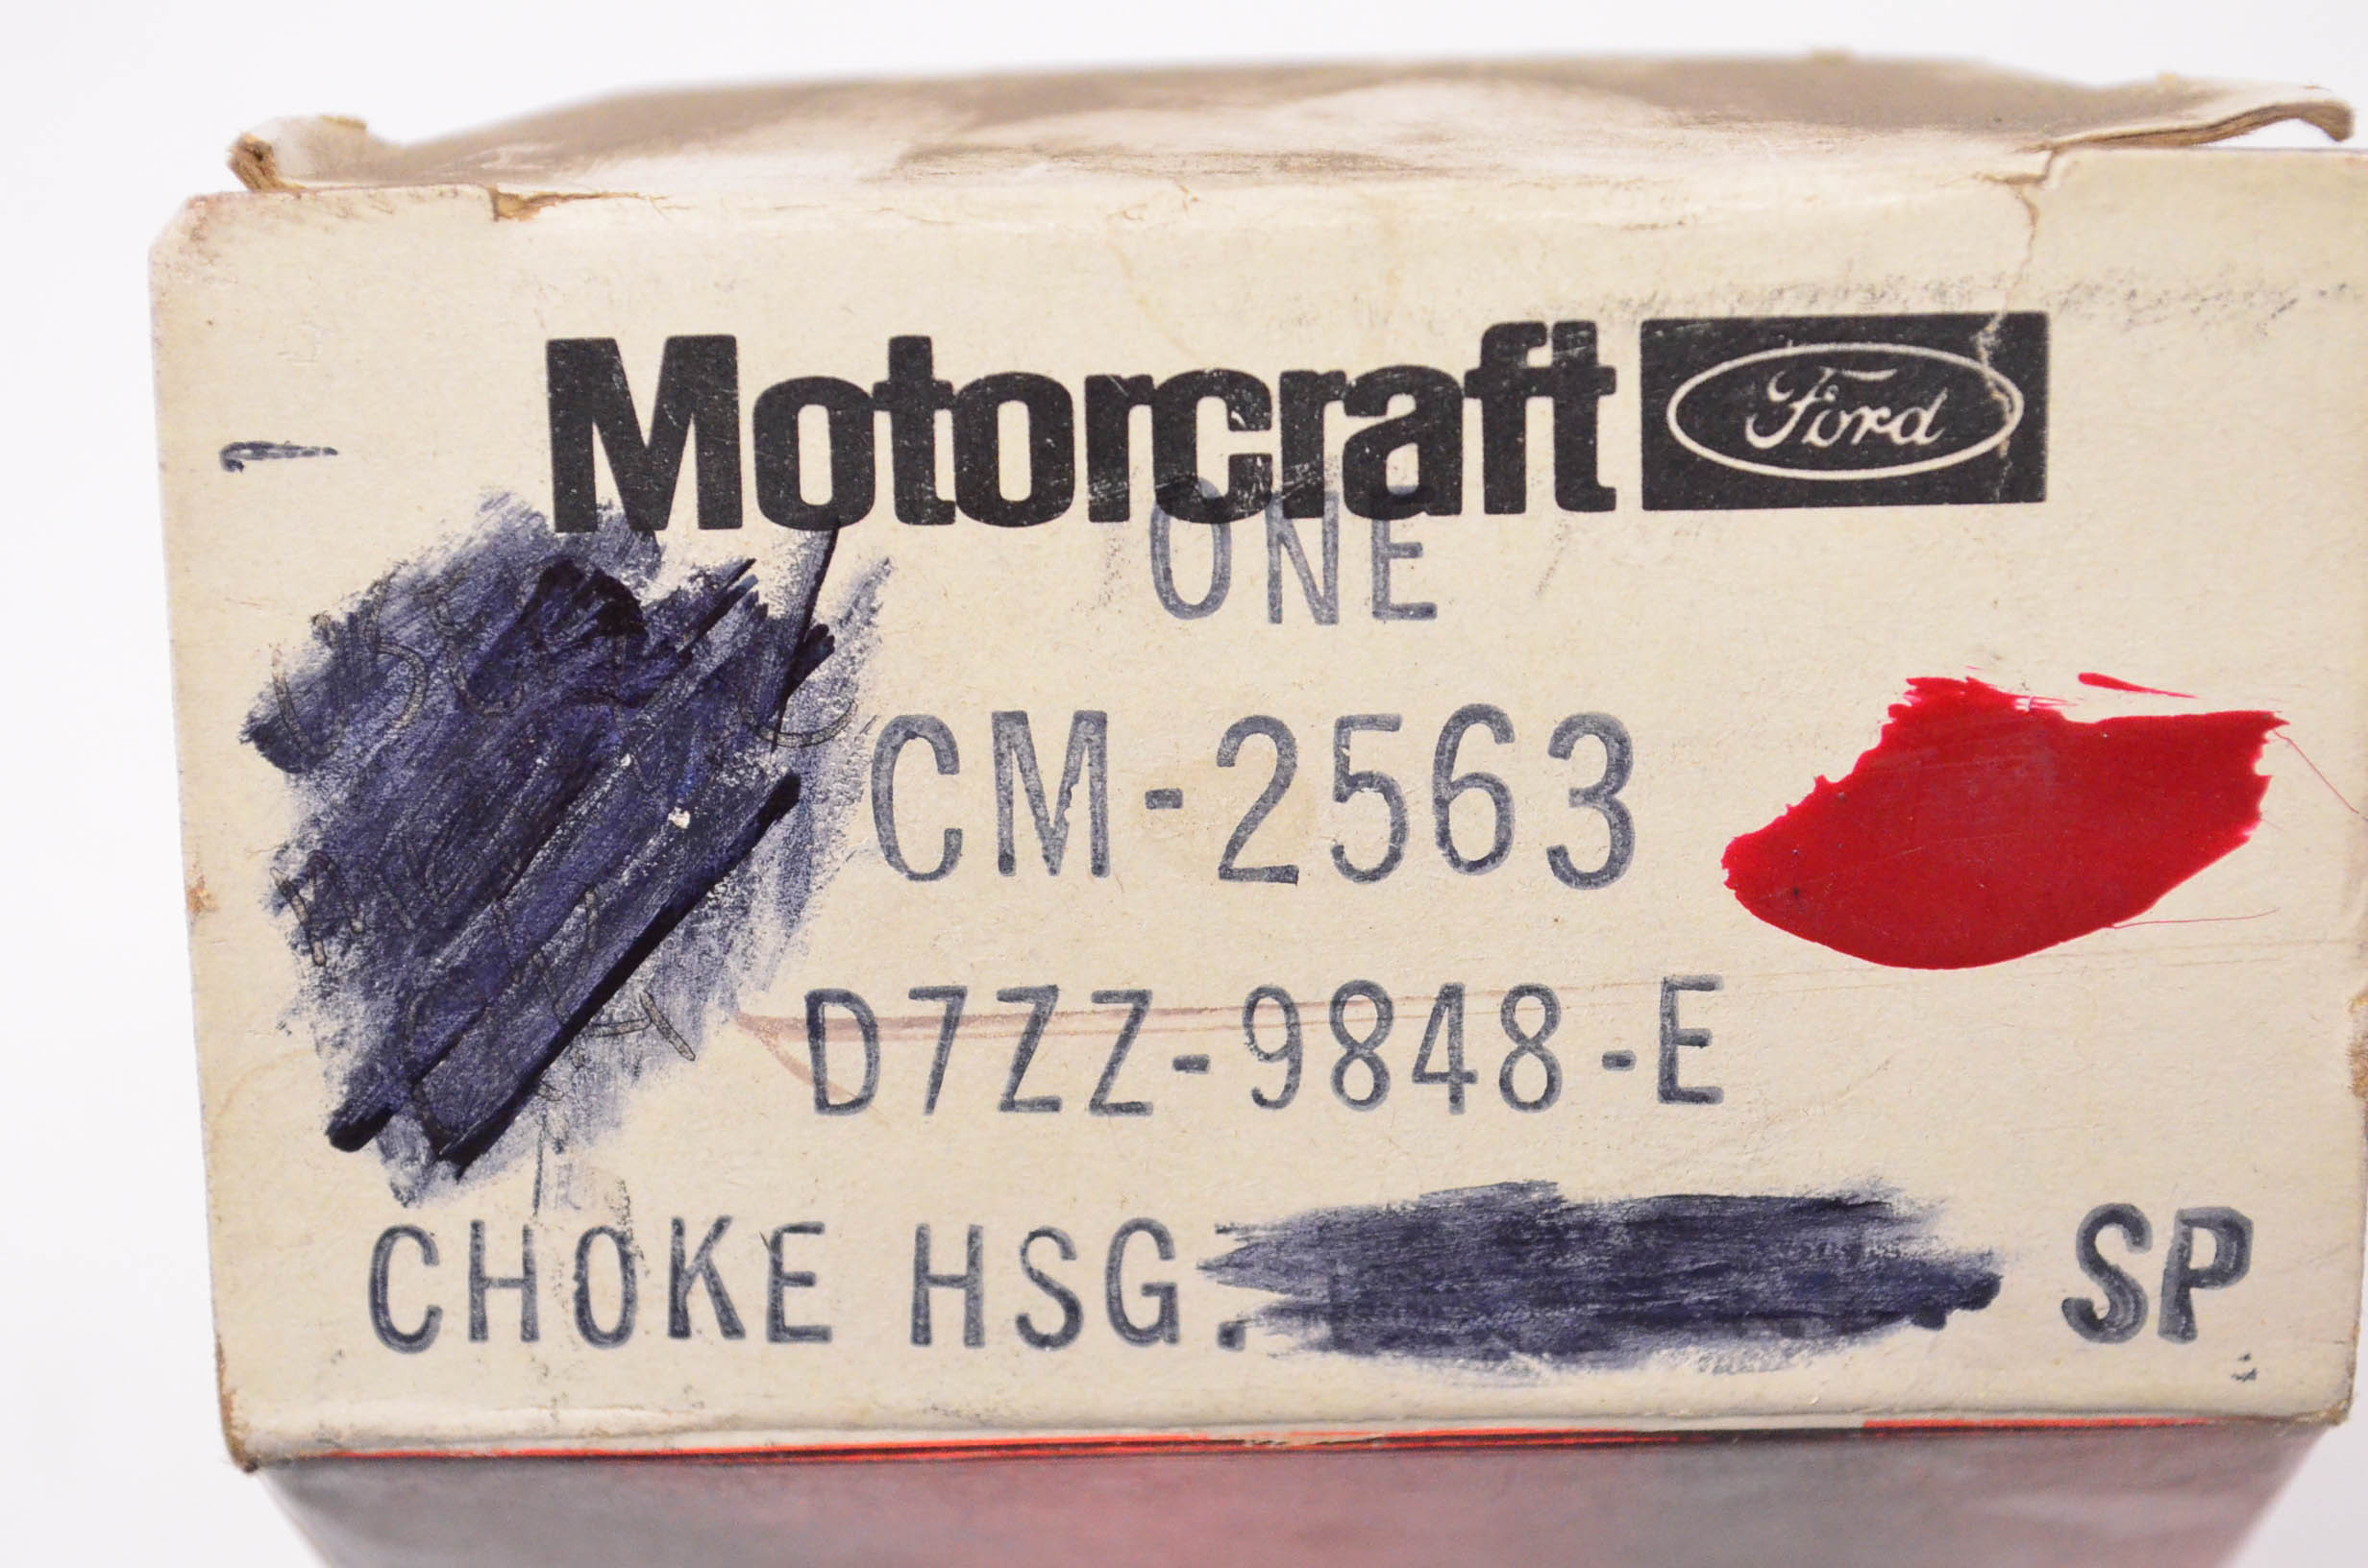 Motorcraft Ford
ONE
CM-2563
D7ZZ-9848-E
CHOKE HSG. SP